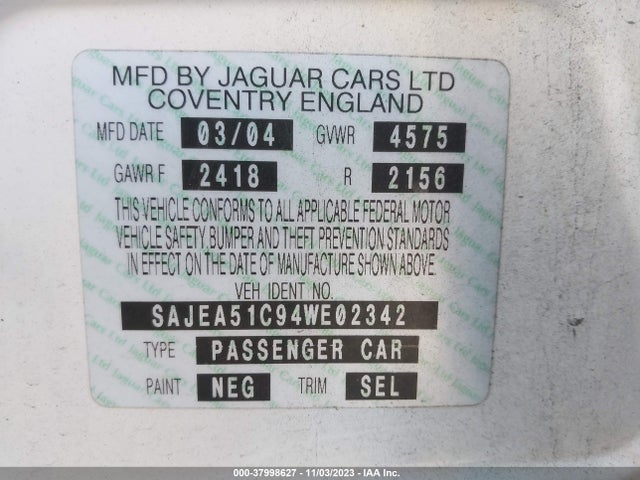 MFD BY JAGUAR CARS LTD
COVENTRY ENGLAND
MFD DATE 03/04 GVWR 4575
GAWR F 2418 R 2156
THIS VEHICLE CONFORMS TO ALL APPLICABLE FEDERAL MOTOR
VEHICLE SAFETY, BUMPER AND THEFT PREVENTION STANDARDS
IN EFFECT ON THE DATE OF MANUFACTURE SHOWN ABOVE.
VEH IDENT NO.
SAJEA51C94WE02342
TYPE PASSENGER CAR
PAINT NEG TRIM SEL
000-37998627 - 11/03/2023 - IAA Inc.